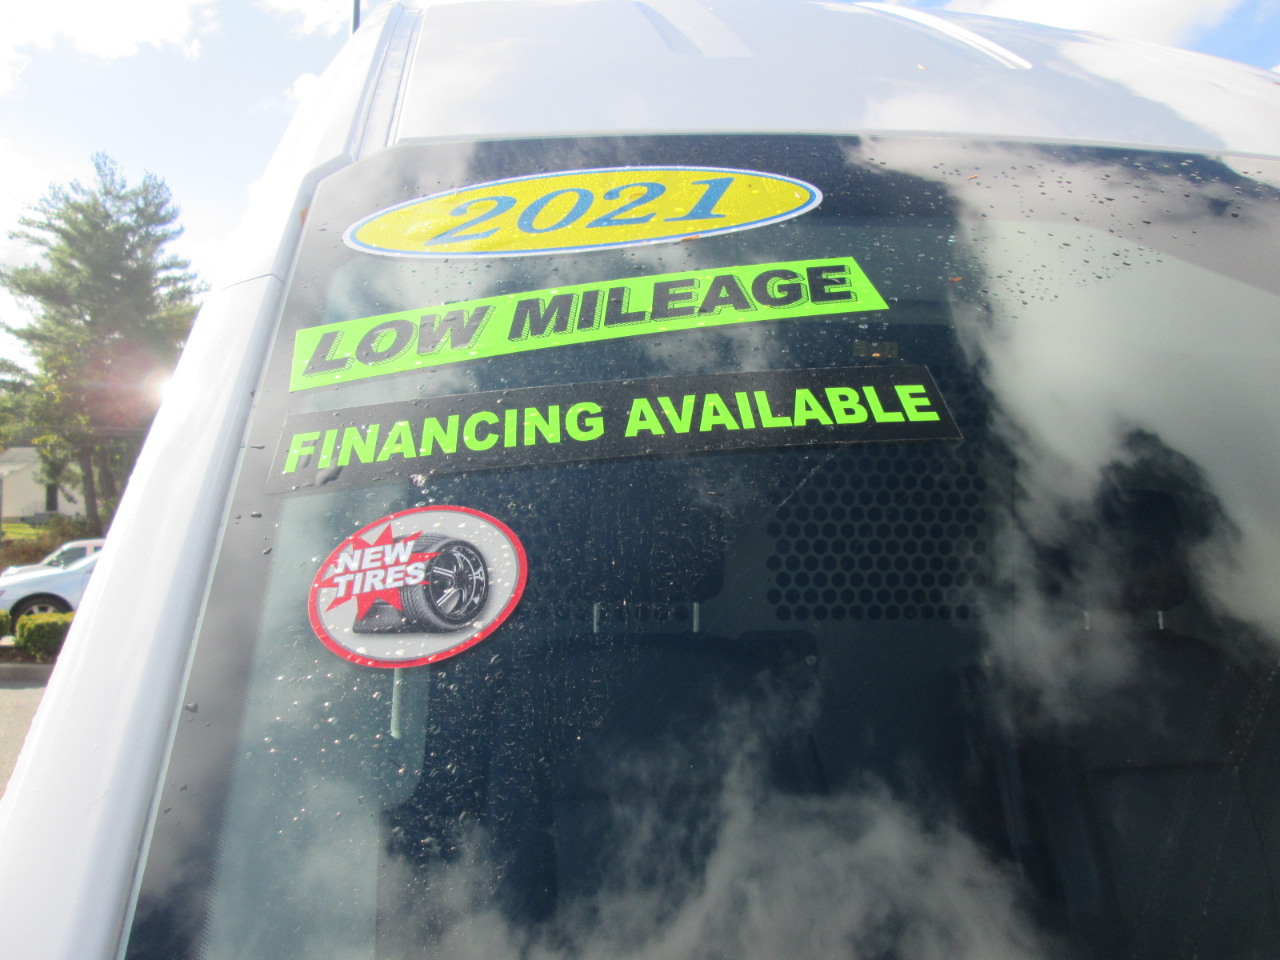 2021
LOW MILEAGE
FINANCING AVAILABLE
NEW
TIRES